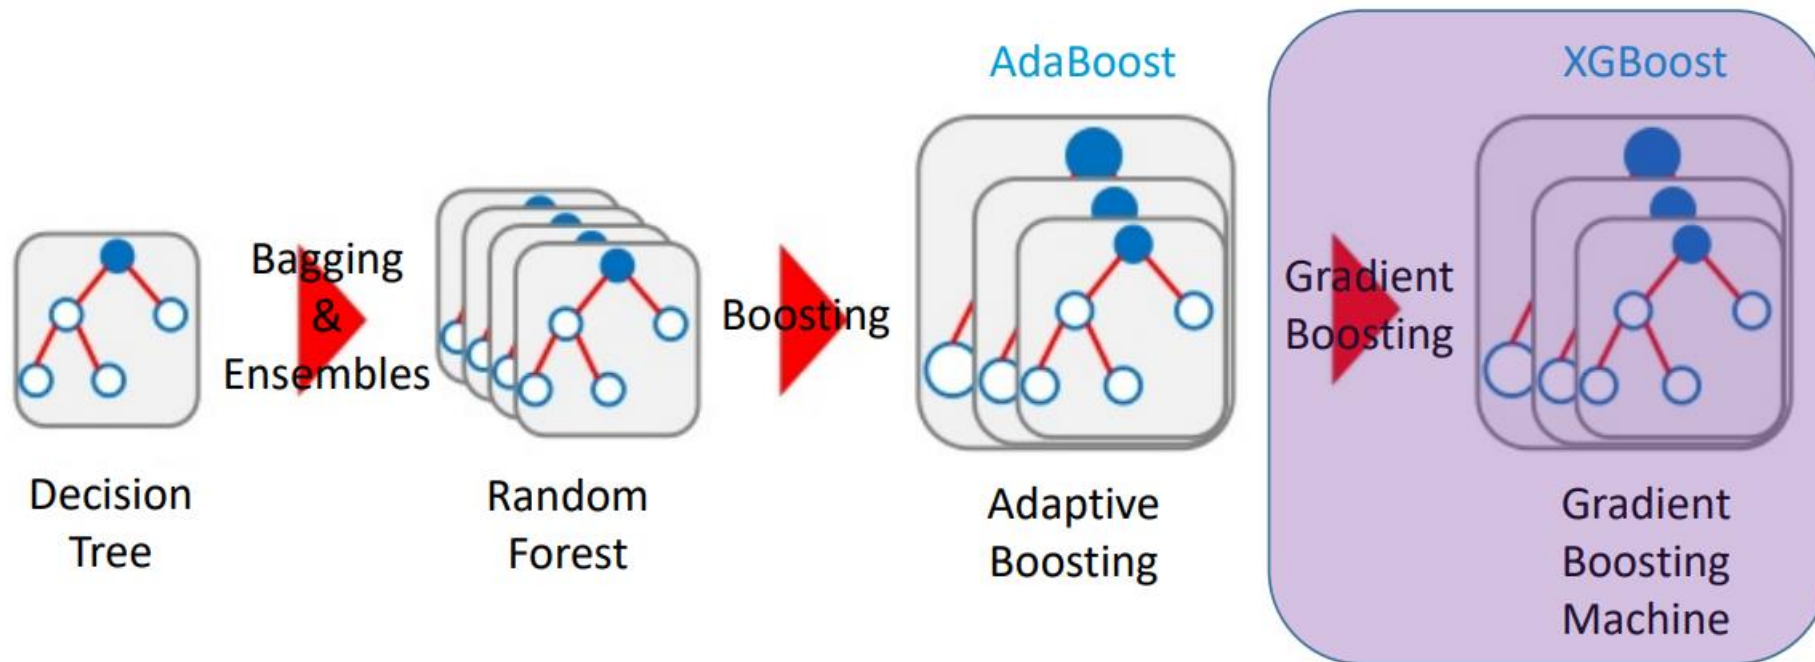 AdaBoost
XGBoost
Bagging
&
Ensembles
Boosting
Gradient
Boosting
Decision
Tree
Random
Forest
Adaptive
Boosting
Gradient
Boosting
Machine